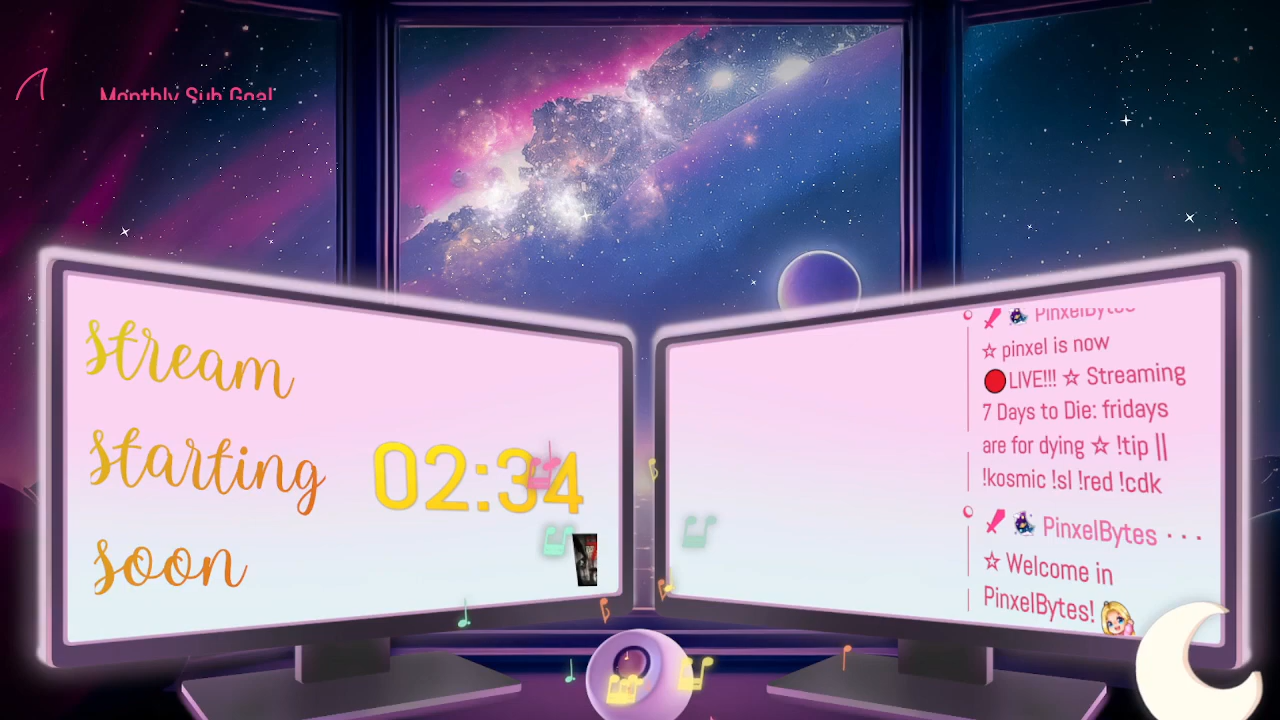 Monthly Sub Goal
stream
starting
soon
02:34
PinxelBytes
☆ pinxel is now
🔴LIVE!!! ☆ Streaming
7 Days to Die: fridays
are for dying ☆ !tip ||
!kosmic !sl !red !cdk
PinxelBytes
☆ Welcome in
PinxelBytes!